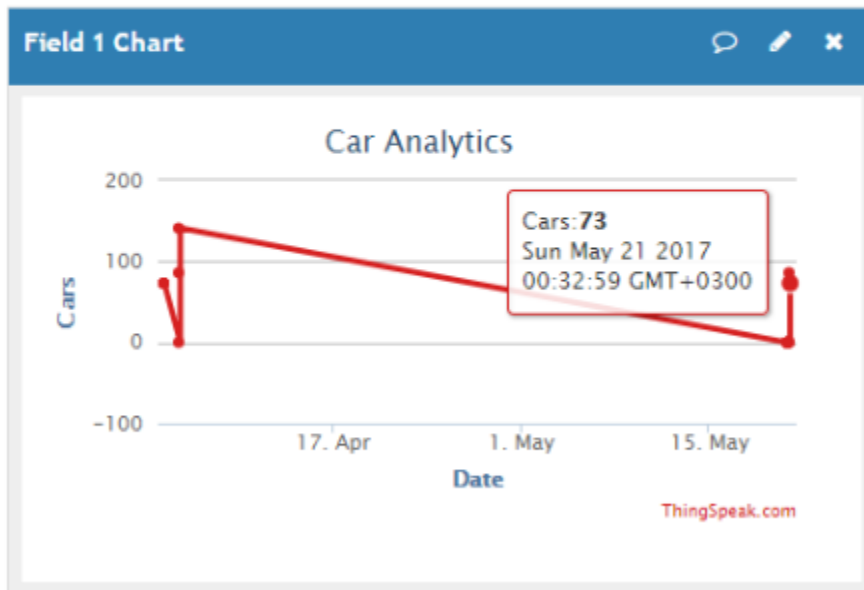 Field 1 Chart
Car Analytics
200
100
0
-100
Cars
Cars:73
Sun May 21 2017
00:32:59 GMT+0300
17. Apr
1. May
15. May
Date
ThingSpeak.com